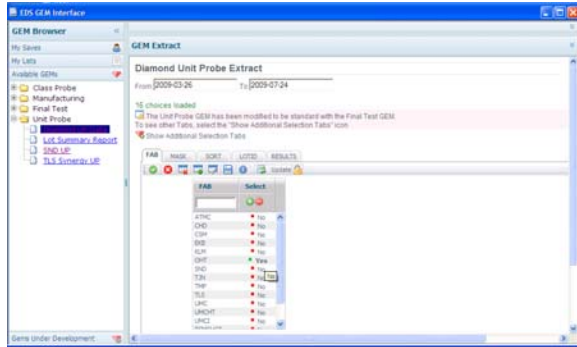 EDS GEM Interface
GEM Browser
My Saves
My Lists
Available GEMs
Class Probe
Manufacturing
Final Test
Unit Probe
Lot Summary Report
SND UP
TLS Synergy UP
Gems Under Development
GEM Extract
Diamond Unit Probe Extract
From 2009-03-26 To 2009-07-24
16 choices loaded
The Unit Probe GEM has been modified to be standard with the Final Test GEM.
To see other Tabs, select the "Show Additional Selection Tabs" icon
Show Additional Selection Tabs
FAB MASK SORT LOTID RESULTS
Update
FAB Select
ATMC No
CHD No
CSM No
No
KLM No
OHT Yes
SND No
TJN No
TMP No
TLS No
UMC No
UMCHT No
UMCI No
No